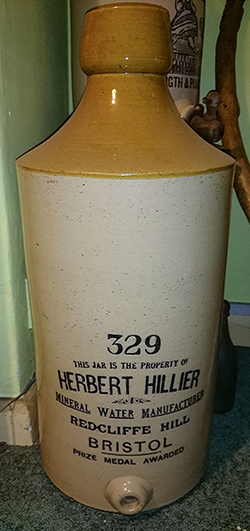 329
THIS JAR IS THE PROPERTY OF
HERBERT HILLIER
MINERAL WATER MANUFACTURER
REDCLIFFE HILL
BRISTOL
PRIZE MEDAL AWARDED